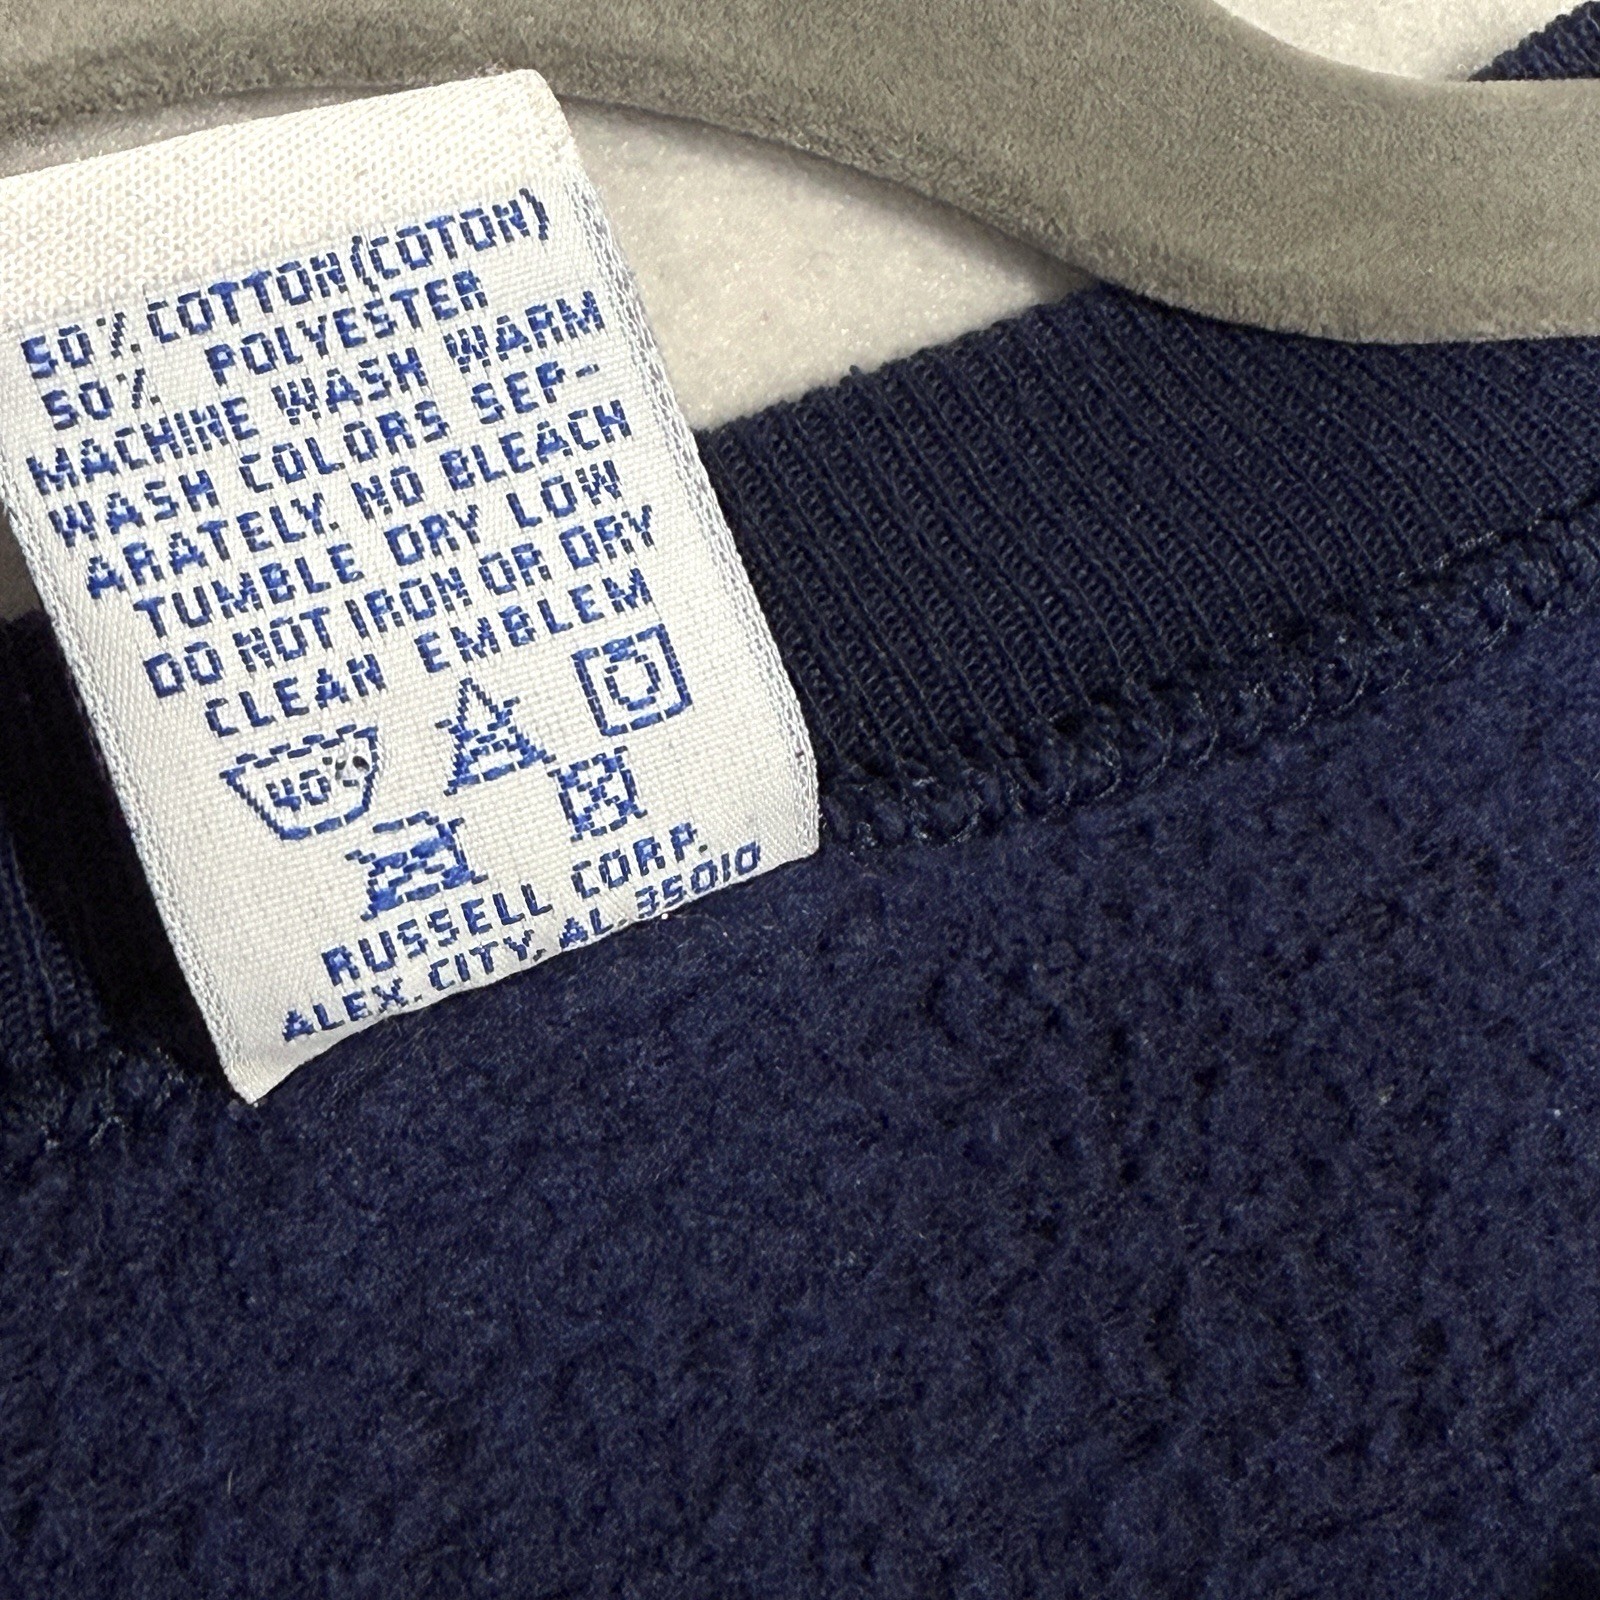 50% COTTON(COTON)
50% POLYESTER
MACHINE WASH WARM
WASH COLORS SEP-
ARATELY. NO BLEACH
TUMBLE DRY LOW
DO NOT IRON OR DRY
CLEAN EMBLEM
40°C
RUSSELL CORP.
ALEX. CITY, AL. 35010